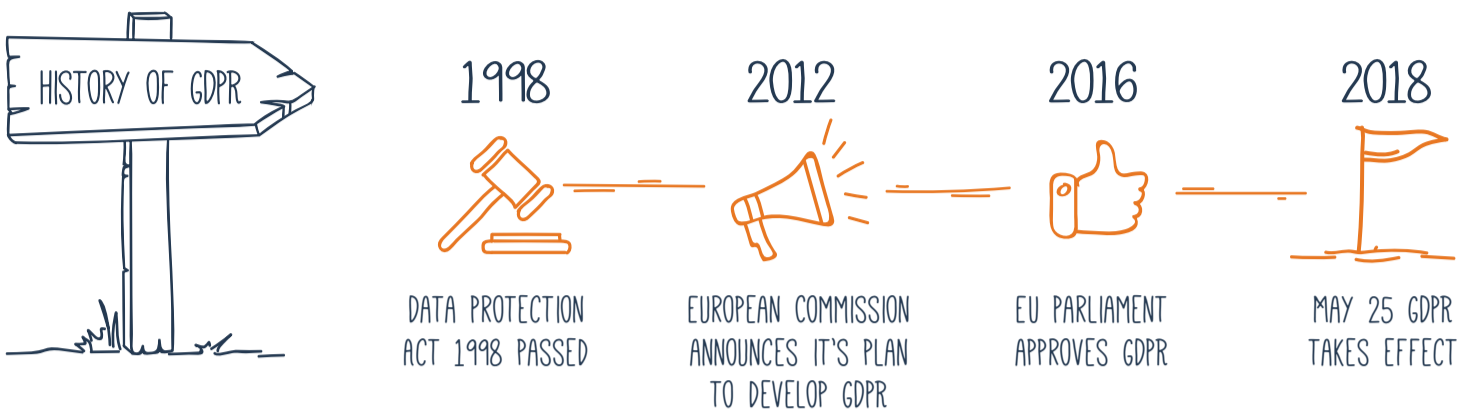 HISTORY OF GDPR
1998
DATA PROTECTION
ACT 1998 PASSED
2012
EUROPEAN COMMISSION
ANNOUNCES IT'S PLAN
TO DEVELOP GDPR
2016
EU PARLIAMENT
APPROVES GDPR
2018
MAY 25 GDPR
TAKES EFFECT